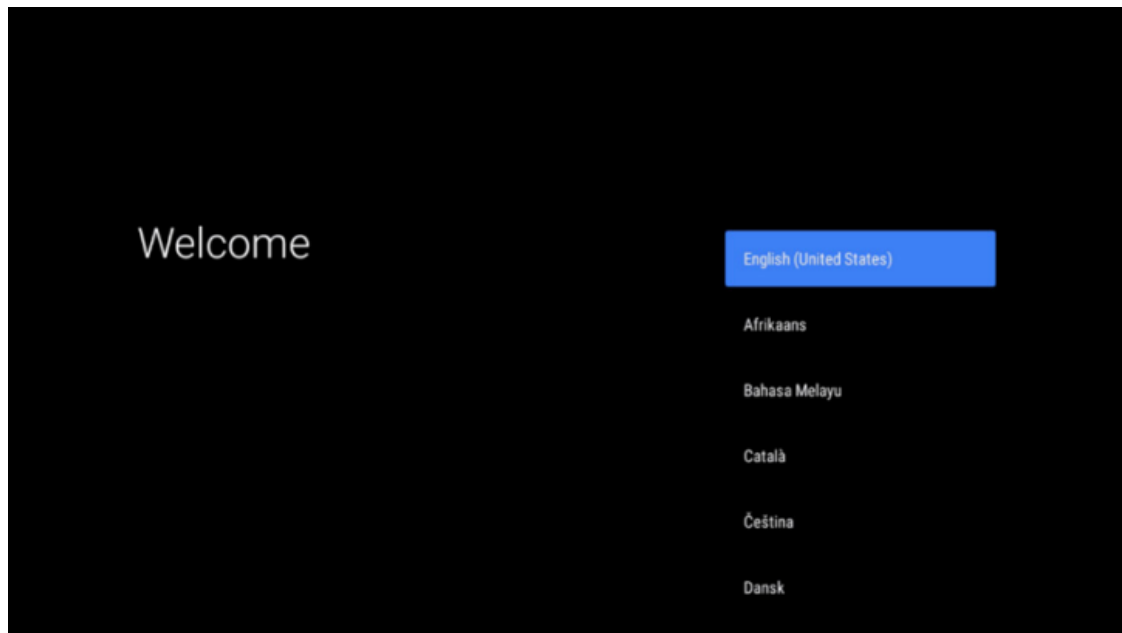 Welcome
English (United States)
Afrikaans
Bahasa Melayu
Català
Čeština
Dansk